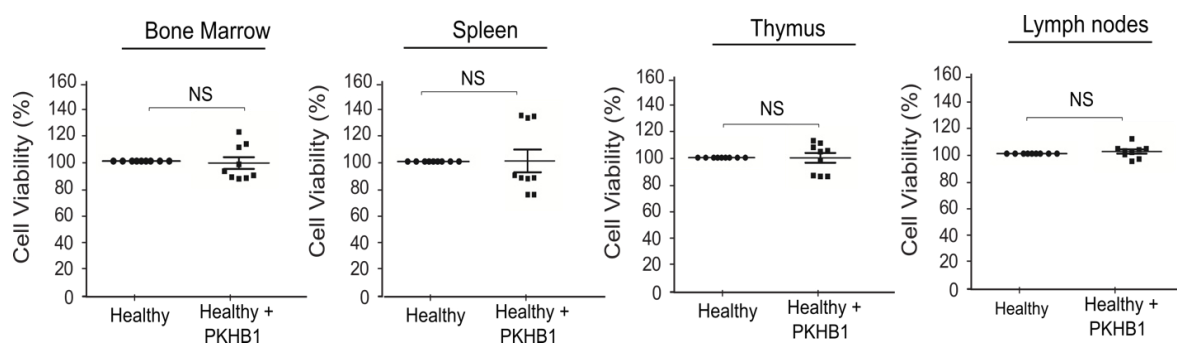 Bone Marrow
Cell Viability (%)
160
140
120
100
80
60
40
20
0
NS
Healthy
Healthy +
PKHB1
Spleen
Cell Viability (%)
160
140
120
100
80
60
40
20
0
NS
Healthy
Healthy +
PKHB1
Thymus
Cell Viability (%)
160
140
120
100
80
60
40
20
0
NS
Healthy
Healthy +
PKHB1
Lymph nodes
Cell Viability (%)
160
140
120
100
80
60
40
20
0
NS
Healthy
Healthy +
PKHB1